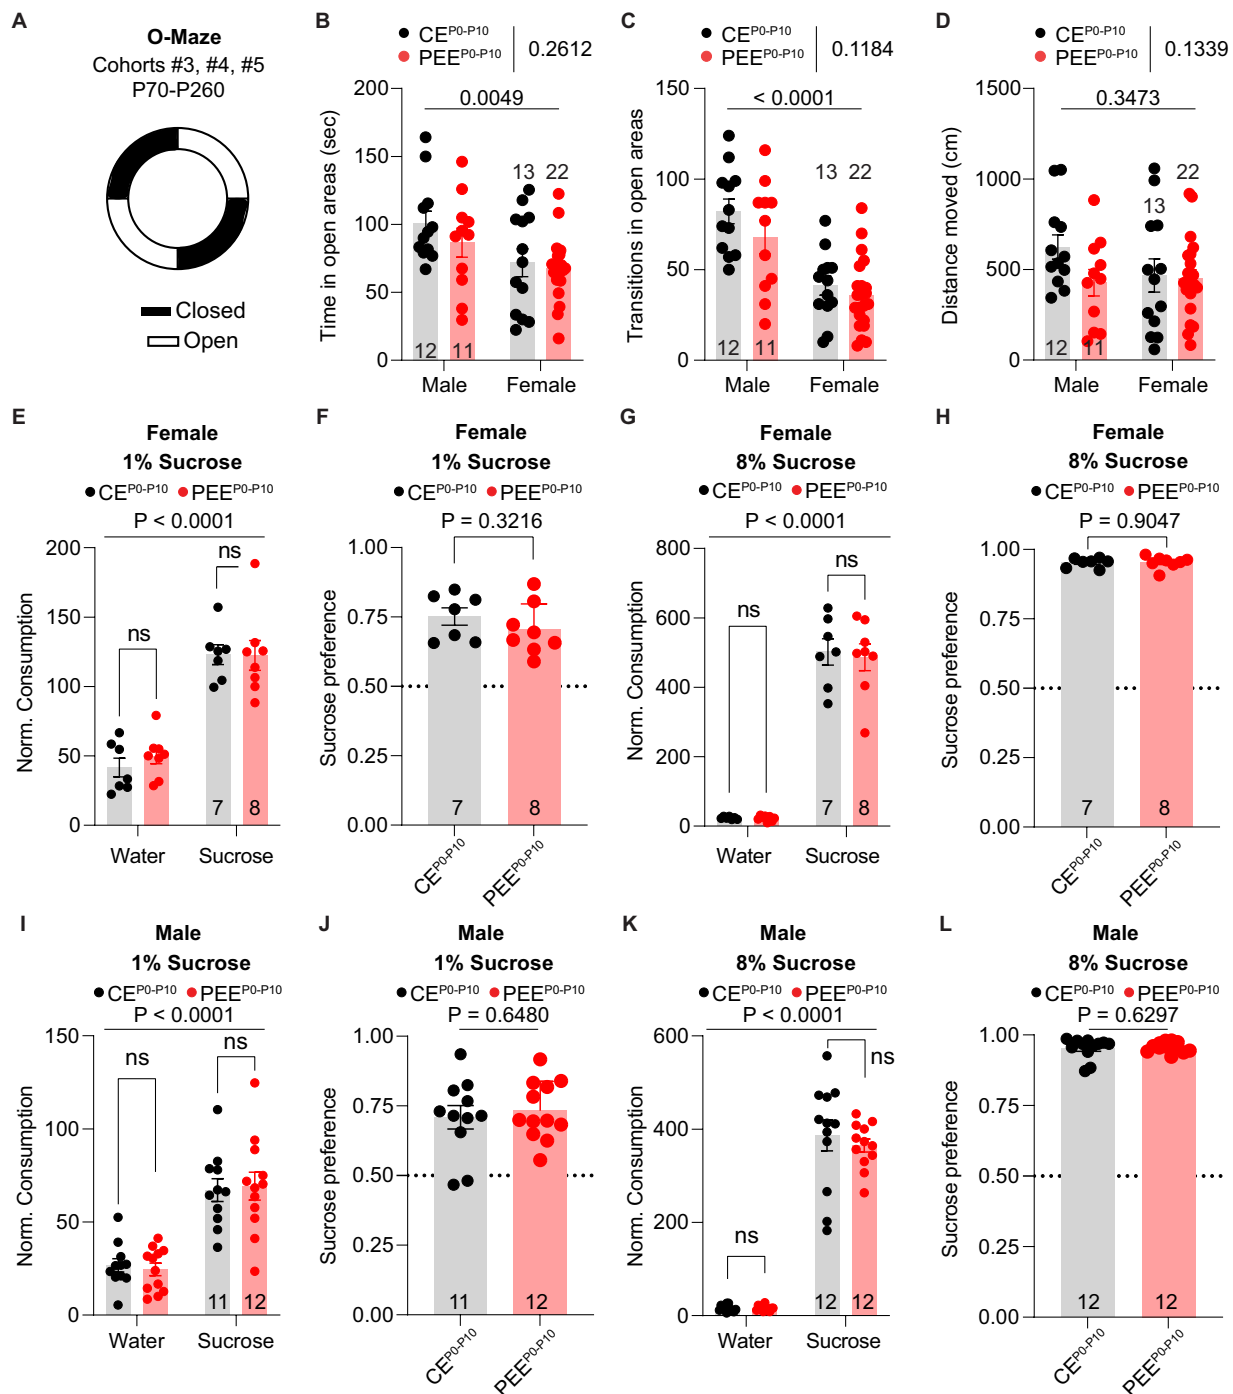 A
O-Maze
Cohorts #3, #4, #5
P70-P260
Closed
Open
B
CE^P0-P10
PEE^P0-P10
0.2612
0.0049
Time in open areas (sec)
200
150
100
50
0
13
22
12
11
Male
Female
C
CE^P0-P10
PEE^P0-P10
0.1184
< 0.0001
Transitions in open areas
150
100
50
0
13
22
12
11
Male
Female
D
CE^P0-P10
PEE^P0-P10
0.1339
0.3473
Distance moved (cm)
1500
1000
500
0
22
13
12
11
Male
Female
E
Female
1% Sucrose
CE^P0-P10 PEE^P0-P10
P < 0.0001
ns
ns
Norm. Consumption
200
150
100
50
0
7
8
Water
Sucrose
F
Female
1% Sucrose
CE^P0-P10 PEE^P0-P10
P = 0.3216
Sucrose preference
1.00
0.75
0.50
0.25
0.00
7
8
CE^P0-P10
PEE^P0-P10
G
Female
8% Sucrose
CE^P0-P10 PEE^P0-P10
P < 0.0001
ns
ns
Norm. Consumption
800
600
400
200
0
7
8
Water
Sucrose
H
Female
8% Sucrose
CE^P0-P10 PEE^P0-P10
P = 0.9047
Sucrose preference
1.00
0.75
0.50
0.25
0.00
7
8
CE^P0-P10
PEE^P0-P10
I
Male
1% Sucrose
CE^P0-P10 PEE^P0-P10
P < 0.0001
ns
ns
Norm. Consumption
150
100
50
0
11
12
Water
Sucrose
J
Male
1% Sucrose
CE^P0-P10 PEE^P0-P10
P = 0.6480
Sucrose preference
1.00
0.75
0.50
0.25
0.00
11
12
CE^P0-P10
PEE^P0-P10
K
Male
8% Sucrose
CE^P0-P10 PEE^P0-P10
P < 0.0001
ns
ns
Norm. Consumption
600
400
200
0
12
12
Water
Sucrose
L
Male
8% Sucrose
CE^P0-P10 PEE^P0-P10
P = 0.6297
Sucrose preference
1.00
0.75
0.50
0.25
0.00
12
12
CE^P0-P10
PEE^P0-P10